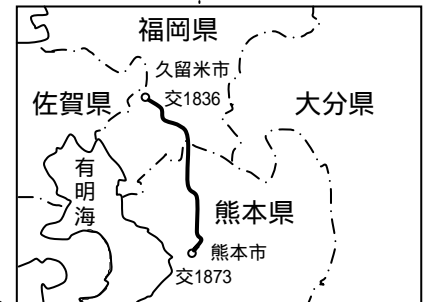 福岡県
久留米市
佐賀県
交1836
大分県
有明海
熊本県
熊本市
交1873